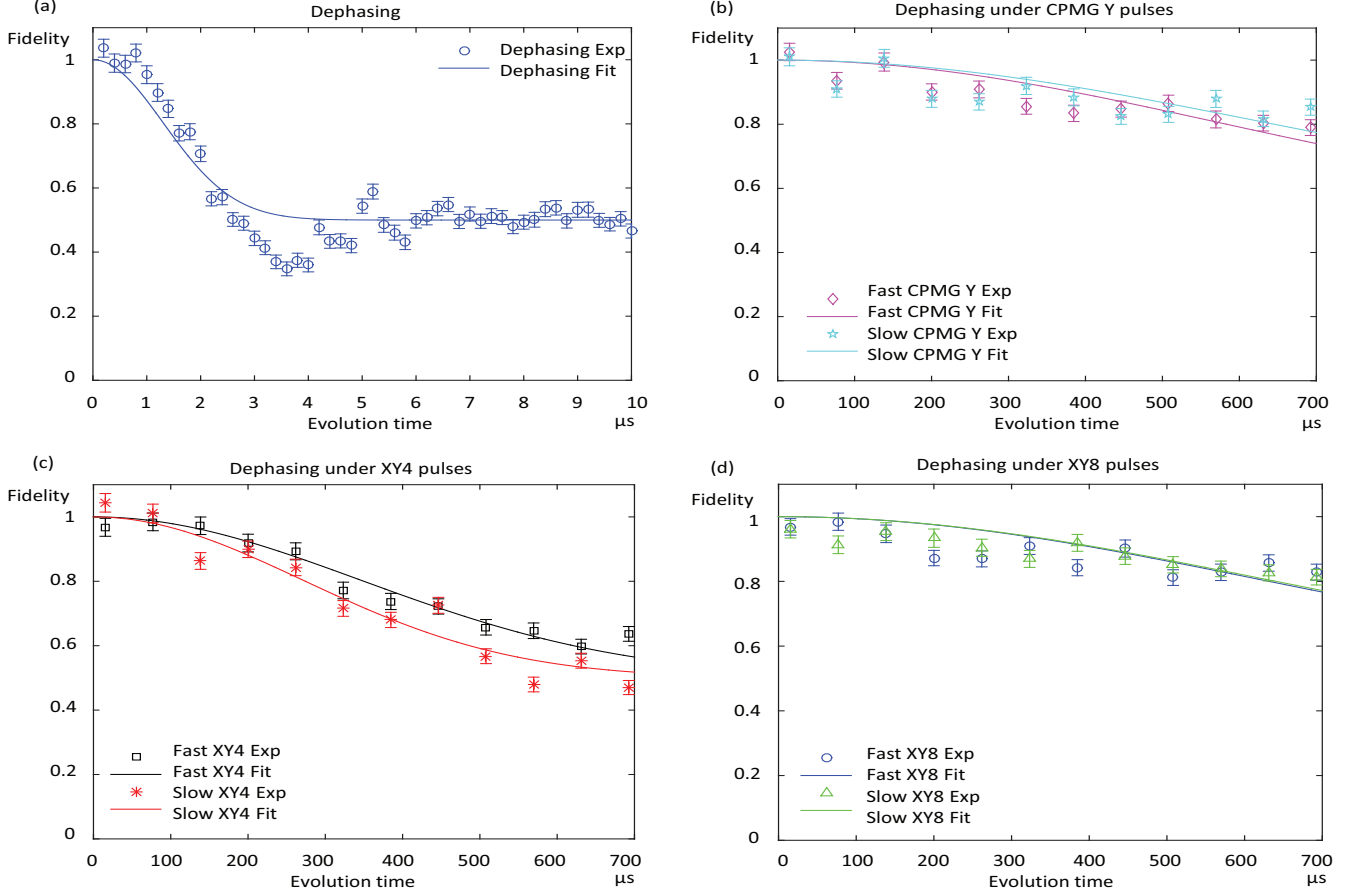 (a)
Dephasing
Fidelity
1
0.8
0.6
0.4
0.2
0
Dephasing Exp
Dephasing Fit
0 1 2 3 4 5 6 7 8 9 10
Evolution time
μs
(b)
Dephasing under CPMG Y pulses
Fidelity
1
0.8
0.6
0.4
0.2
0
Fast CPMG Y Exp
Fast CPMG Y Fit
Slow CPMG Y Exp
Slow CPMG Y Fit
0 100 200 300 400 500 600 700
Evolution time
μs
(c)
Dephasing under XY4 pulses
Fidelity
1
0.8
0.6
0.4
0.2
0
Fast XY4 Exp
Fast XY4 Fit
Slow XY4 Exp
Slow XY4 Fit
0 100 200 300 400 500 600 700
Evolution time
μs
(d)
Dephasing under XY8 pulses
Fidelity
1
0.8
0.6
0.4
0.2
0
Fast XY8 Exp
Fast XY8 Fit
Slow XY8 Exp
Slow XY8 Fit
0 100 200 300 400 500 600 700
Evolution time
μs